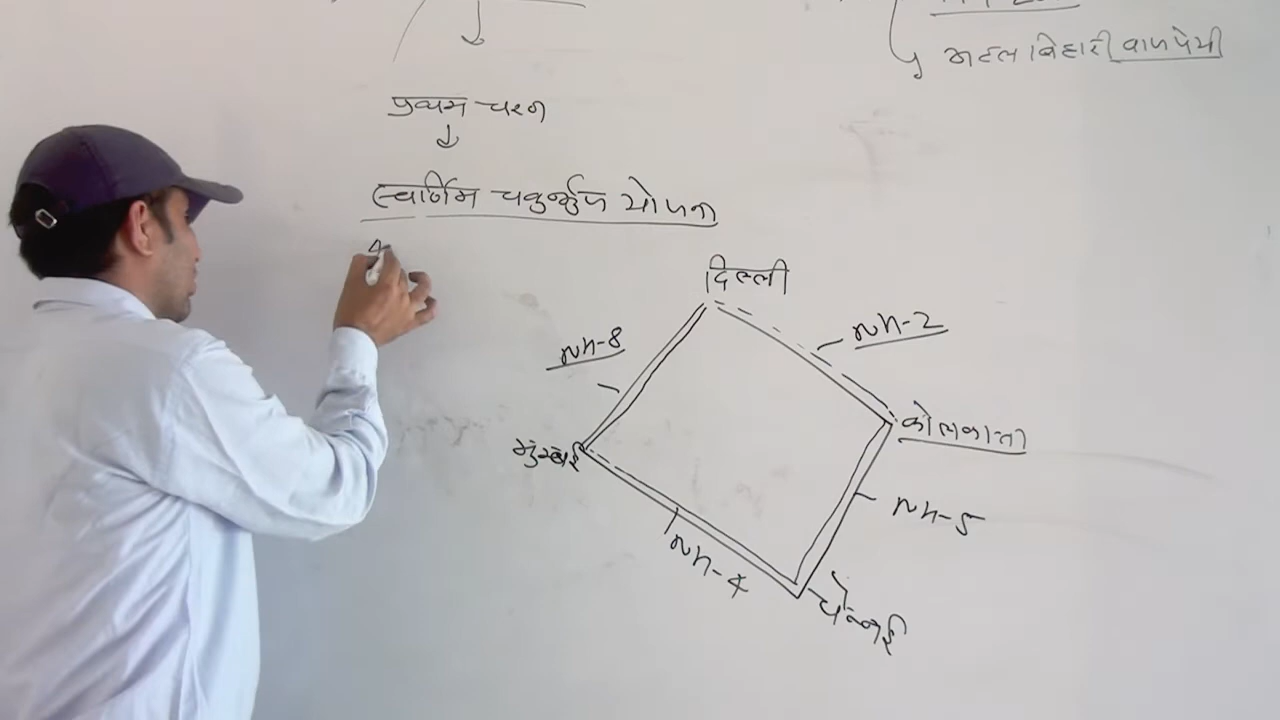 अटल बिहारी वाजपेयी
प्रथम चरण
स्वर्णिम चतुर्भुज योजना
दिल्ली
NH-2
NH-8
कोलकाता
मुंम्बई
NH-5
NH-4
चेन्नई